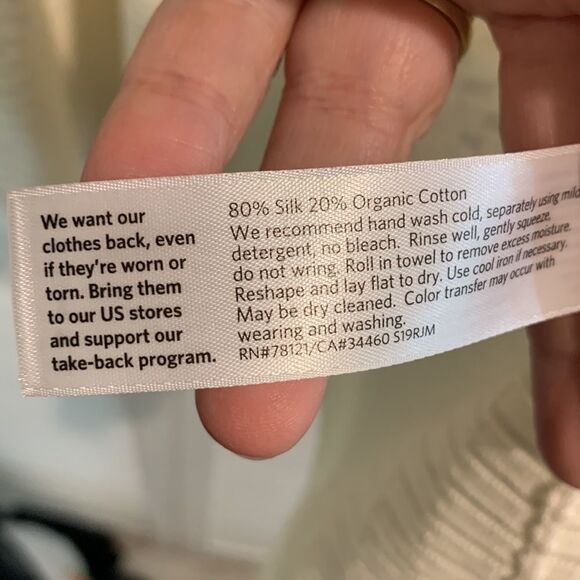 We want our
clothes back, even
if they're worn or
torn. Bring them
to our US stores
and support our
take-back program.
80% Silk 20% Organic Cotton
We recommend hand wash cold, separately using mild
detergent, no bleach. Rinse well, gently squeeze,
do not wring. Roll in towel to remove excess moisture.
Reshape and lay flat to dry. Use cool iron if necessary.
May be dry cleaned. Color transfer may occur with
wearing and washing.
RN#78121/CA#34460 S19RJM